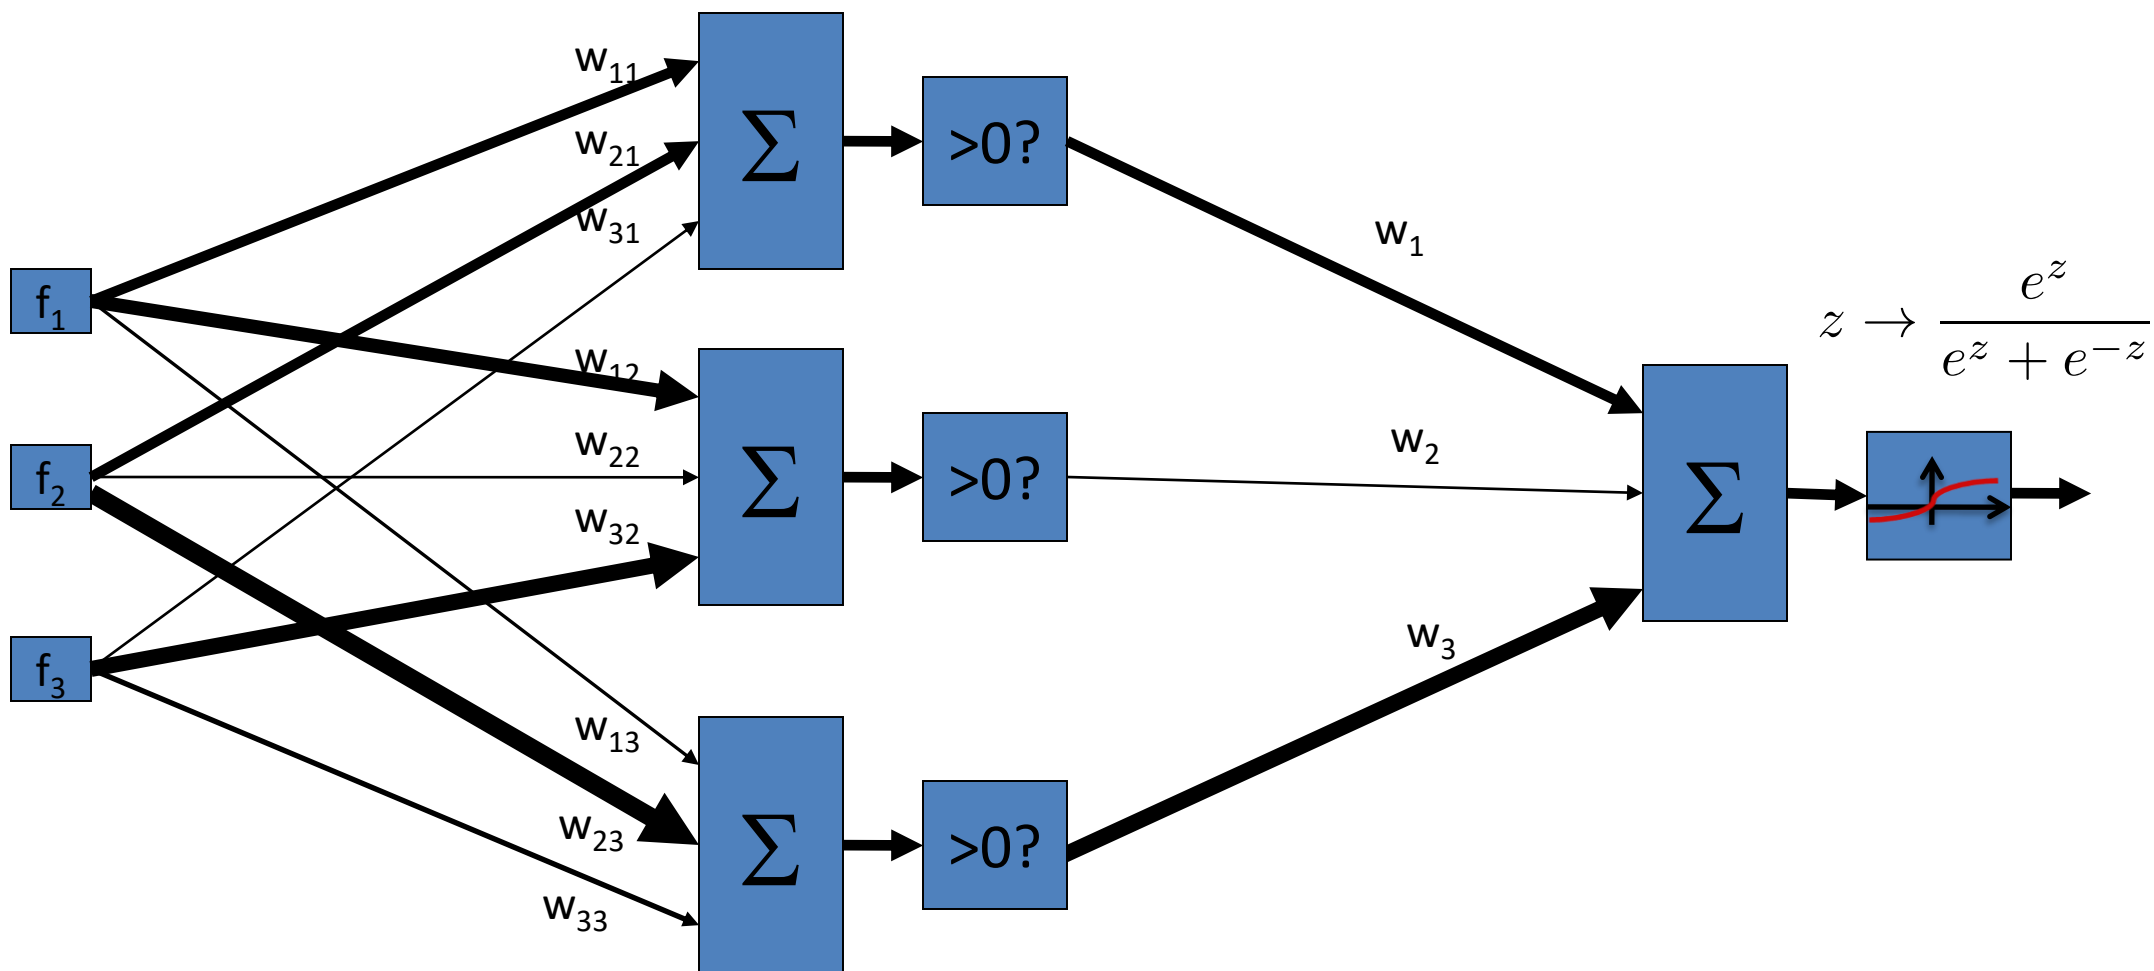 w₁₁
w₂₁
w₃₁
Σ
>0?
w₁
f₁
z → e^z / (e^z + e^{-z})
w₁₂
w₂₂
w₃₂
Σ
>0?
w₂
f₂
Σ
f₃
w₃
w₁₃
w₂₃
w₃₃
Σ
>0?